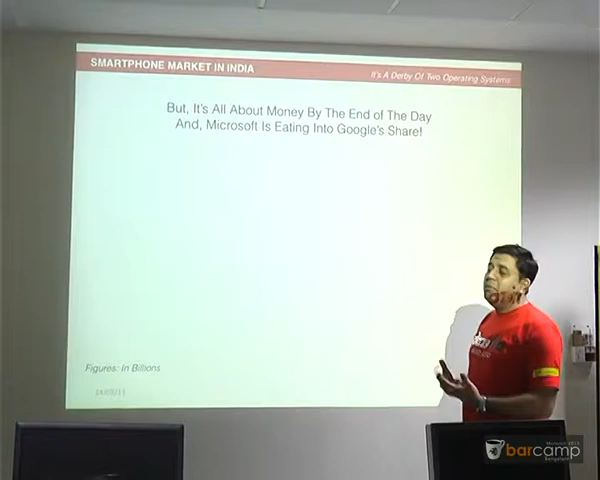 SMARTPHONE MARKET IN INDIA
It's A Derby Of Two Operating Systems
But, It's All About Money By The End of The Day
And, Microsoft Is Eating Into Google's Share!
Figures: In Billions
barcamp
Bangalore